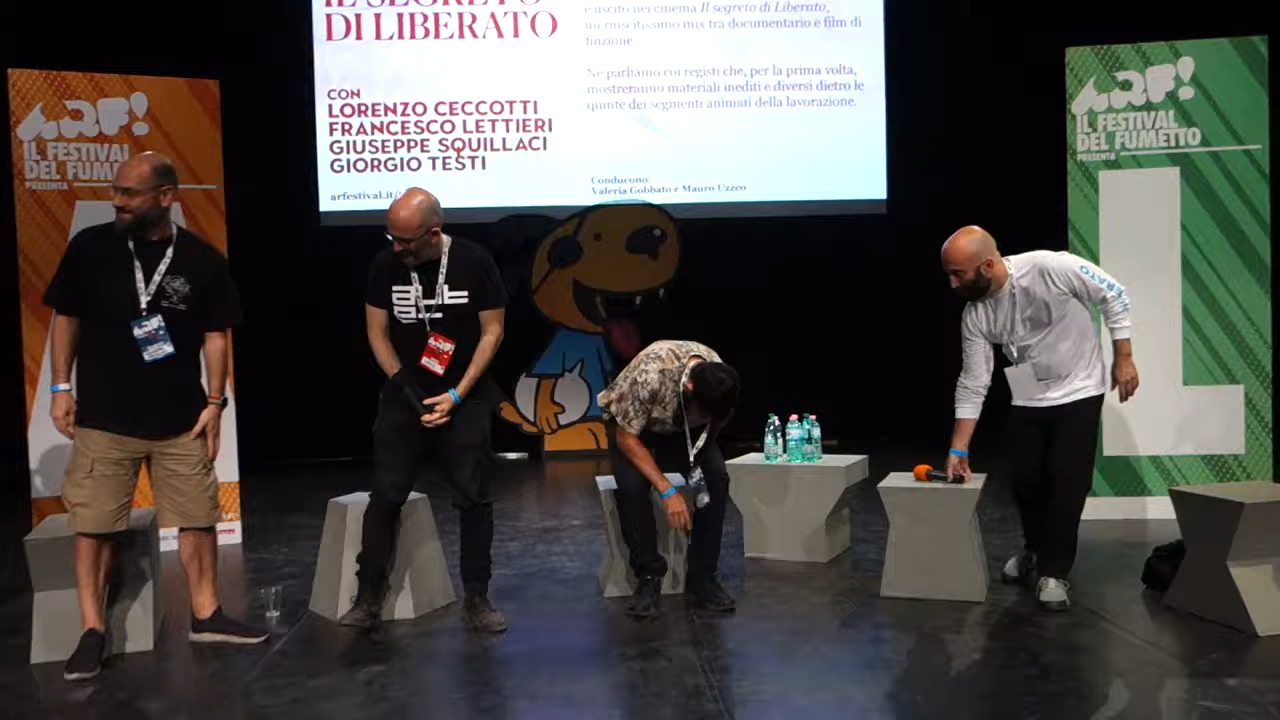 IL SEGRETO
DI LIBERATO
CON
LORENZO CECCOTTI
FRANCESCO LETTIERI
GIUSEPPE SQUILLACI
GIORGIO TESTI
arfestival.it/
è uscito nei cinema Il segreto di Liberato,
un riuscitissimo mix tra documentario e film di
finzione
Ne parliamo coi registi che, per la prima volta,
mostreranno materiali inediti e diversi dietro le
quinte dei segmenti animati della lavorazione.
Conducono:
Valeria Gobbato e Mauro Uzzeo
ARF!
IL FESTIVAL
DEL FUMETTO
PRESENTA
ARF!
IL FESTIVAL
DEL FUMETTO
PRESENTA
L